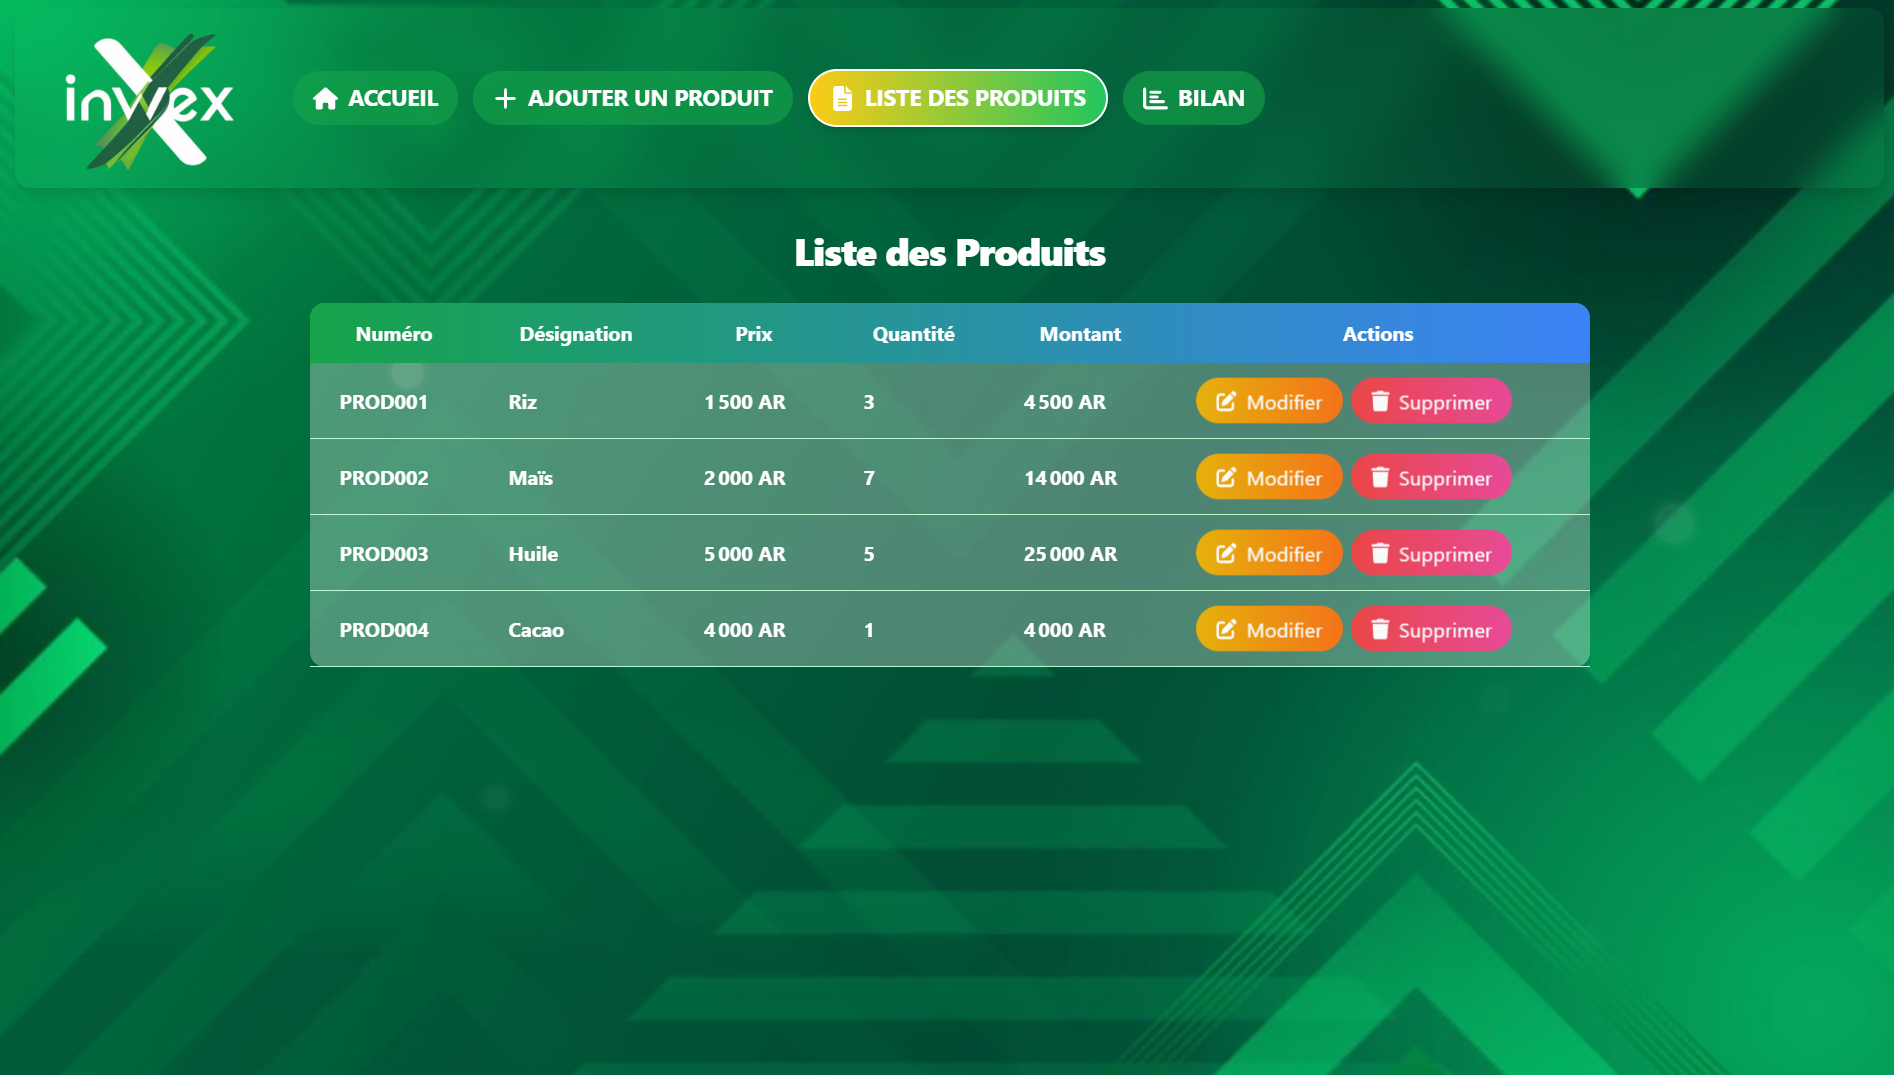 invex
ACCUEIL AJOUTER UN PRODUIT LISTE DES PRODUITS BILAN
Liste des Produits
Numéro Désignation Prix Quantité Montant Actions
PROD001 Riz 1 500 AR 3 4 500 AR Modifier Supprimer
PROD002 Maïs 2 000 AR 7 14 000 AR Modifier Supprimer
PROD003 Huile 5 000 AR 5 25 000 AR Modifier Supprimer
PROD004 Cacao 4 000 AR 1 4 000 AR Modifier Supprimer